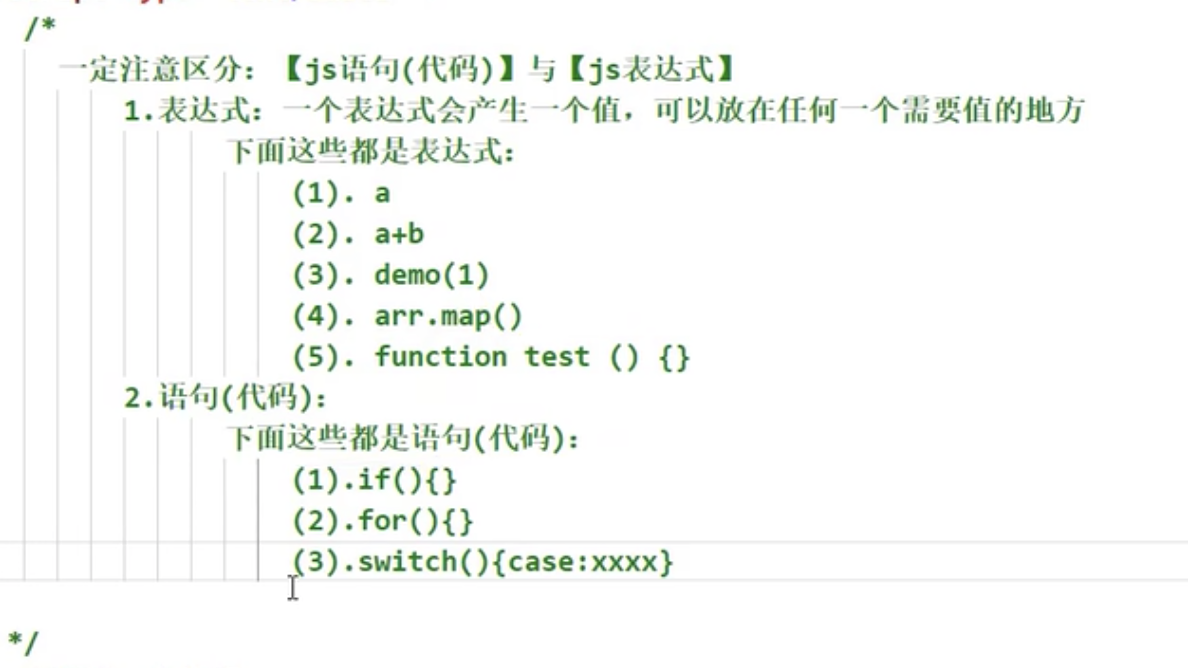 /*
一定注意区分：【js语句(代码)】与【js表达式】
1.表达式：一个表达式会产生一个值，可以放在任何一个需要值的地方
下面这些都是表达式：
(1). a
(2). a+b
(3). demo(1)
(4). arr.map()
(5). function test () {}
2.语句(代码)：
下面这些都是语句(代码)：
(1).if(){}
(2).for(){}
(3).switch(){case:xxxx}
*/